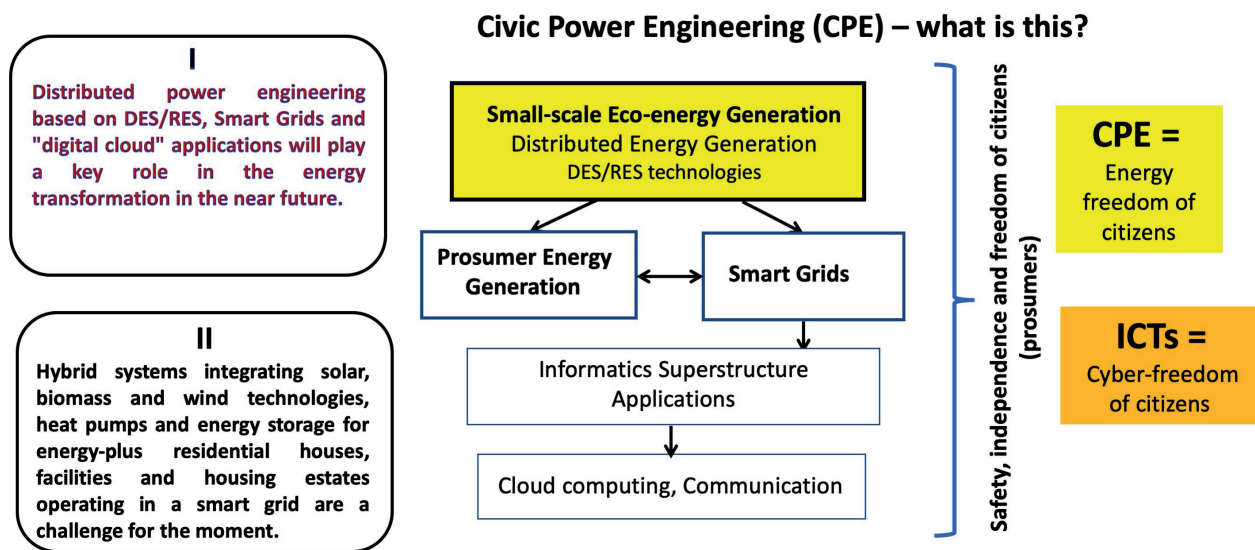 Civic Power Engineering (CPE) – what is this?
I
Distributed power engineering
based on DES/RES, Smart Grids and
"digital cloud" applications will play
a key role in the energy
transformation in the near future.
II
Hybrid systems integrating solar,
biomass and wind technologies,
heat pumps and energy storage for
energy-plus residential houses,
facilities and housing estates
operating in a smart grid are a
challenge for the moment.
Small-scale Eco-energy Generation
Distributed Energy Generation
DES/RES technologies
Prosumer Energy
Generation
Smart Grids
Informatics Superstructure
Applications
Cloud computing, Communication
Safety, independence and freedom of citizens
(prosumers)
CPE =
Energy
freedom of
citizens
ICTs =
Cyber-freedom
of citizens